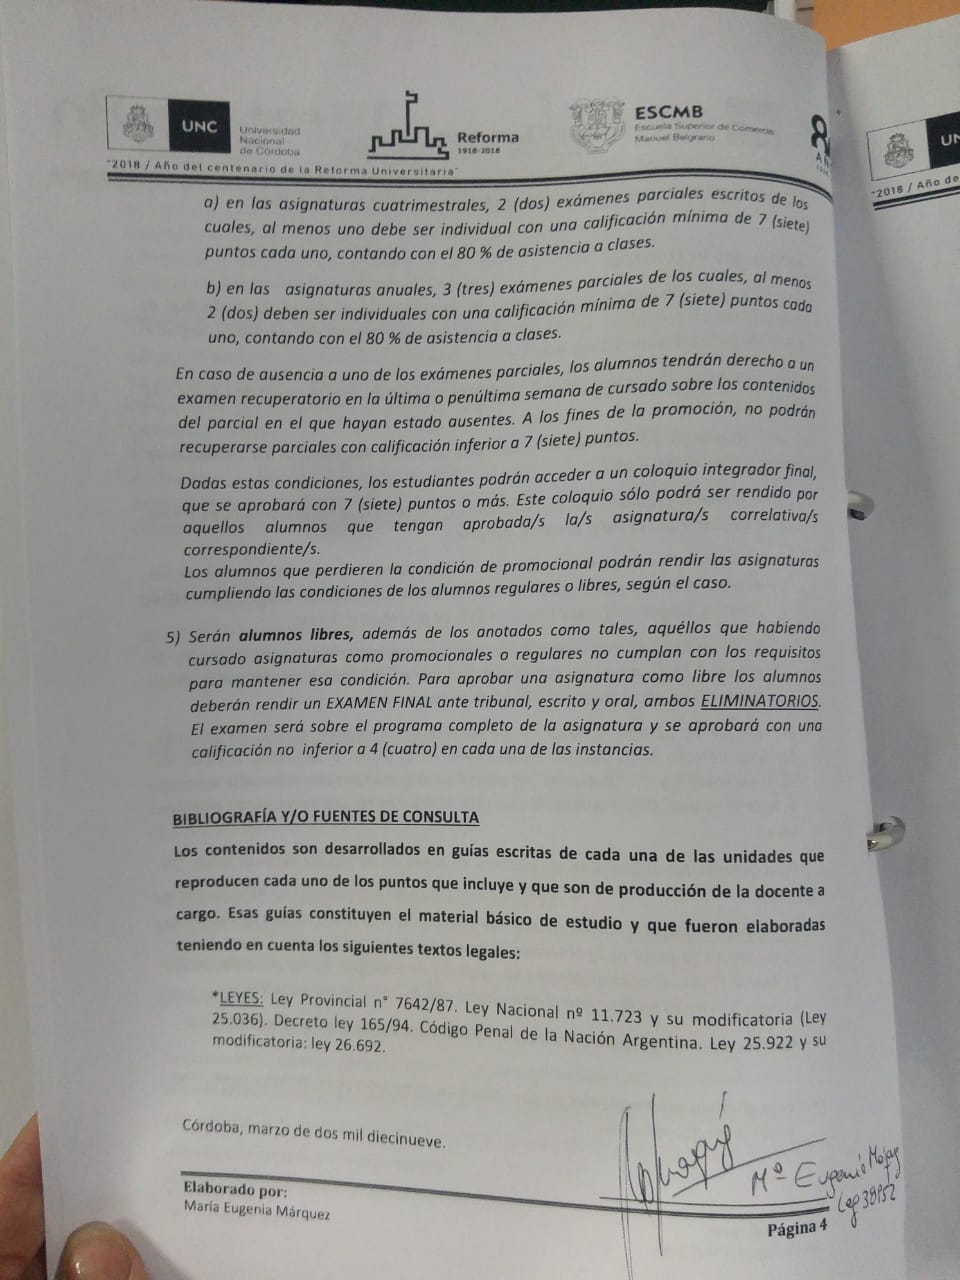 UNC
Universidad
Nacional
de Córdoba
Reforma
1918-2018
ESCMB
Escuela Superior de Comercio
Manuel Belgrano
8
"2018 / Año del centenario de la Reforma Universitaria"
a) en las asignaturas cuatrimestrales, 2 (dos) exámenes parciales escritos de los
cuales, al menos uno debe ser individual con una calificación mínima de 7 (siete)
puntos cada uno, contando con el 80 % de asistencia a clases.
b) en las asignaturas anuales, 3 (tres) exámenes parciales de los cuales, al menos
2 (dos) deben ser individuales con una calificación mínima de 7 (siete) puntos cada
uno, contando con el 80 % de asistencia a clases.
En caso de ausencia a uno de los exámenes parciales, los alumnos tendrán derecho a un
examen recuperatorio en la última o penúltima semana de cursado sobre los contenidos
del parcial en el que hayan estado ausentes. A los fines de la promoción, no podrán
recuperarse parciales con calificación inferior a 7 (siete) puntos.
Dadas estas condiciones, los estudiantes podrán acceder a un coloquio integrador final,
que se aprobará con 7 (siete) puntos o más. Este coloquio sólo podrá ser rendido por
aquellos alumnos que tengan aprobada/s la/s asignatura/s correlativa/s
correspondiente/s.
Los alumnos que perdieren la condición de promocional podrán rendir las asignaturas
cumpliendo las condiciones de los alumnos regulares o libres, según el caso.
5) Serán alumnos libres, además de los anotados como tales, aquéllos que habiendo
cursado asignaturas como promocionales o regulares no cumplan con los requisitos
para mantener esa condición. Para aprobar una asignatura como libre los alumnos
deberán rendir un EXAMEN FINAL ante tribunal, escrito y oral, ambos ELIMINATORIOS.
El examen será sobre el programa completo de la asignatura y se aprobará con una
calificación no inferior a 4 (cuatro) en cada una de las instancias.
BIBLIOGRAFÍA Y/O FUENTES DE CONSULTA
Los contenidos son desarrollados en guías escritas de cada una de las unidades que
reproducen cada uno de los puntos que incluye y que son de producción de la docente a
cargo. Esas guías constituyen el material básico de estudio y que fueron elaboradas
teniendo en cuenta los siguientes textos legales:
*LEYES: Ley Provincial n° 7642/87. Ley Nacional nº 11.723 y su modificatoria (Ley
25.036). Decreto ley 165/94. Código Penal de la Nación Argentina. Ley 25.922 y su
modificatoria: ley 26.692.
Córdoba, marzo de dos mil diecinueve.
Mª Eugenia
Leg 38952
Elaborado por:
María Eugenia Márquez
Página 4
UN
"2018 / Año de